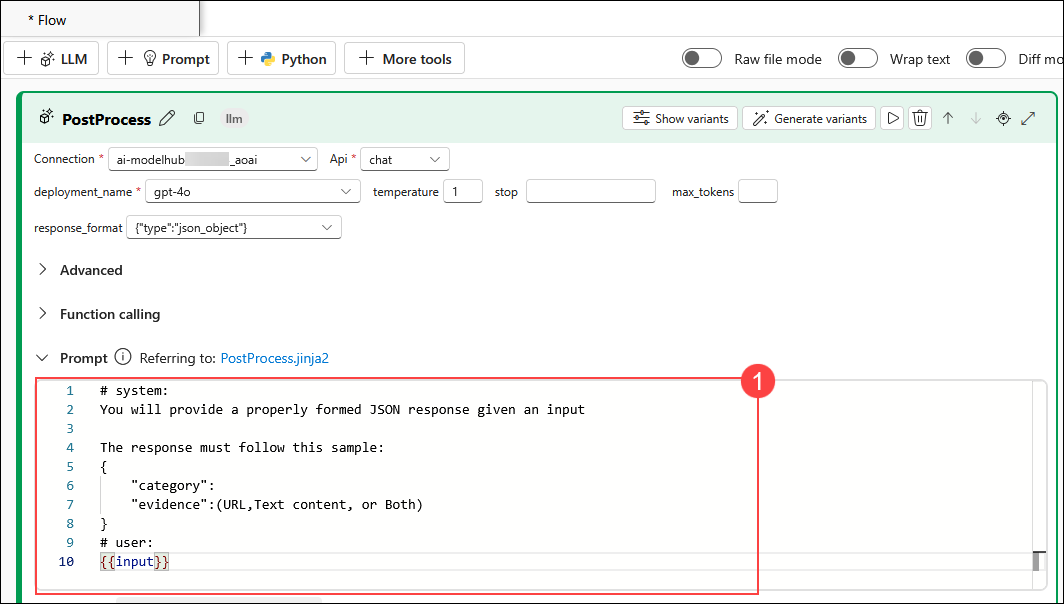 * Flow
+ LLM + Prompt + Python + More tools Raw file mode Wrap text Diff mo
PostProcess llm Show variants Generate variants
Connection * ai-modelhub _aoai Api * chat
deployment_name * gpt-4o temperature 1 stop max_tokens
response_format {"type":"json_object"}
Advanced
Function calling
Prompt Referring to: PostProcess.jinja2
1
1 # system:
2 You will provide a properly formed JSON response given an input
3
4 The response must follow this sample:
5 {
6 "category":
7 "evidence":(URL,Text content, or Both)
8 }
9 # user:
10 {{input}}